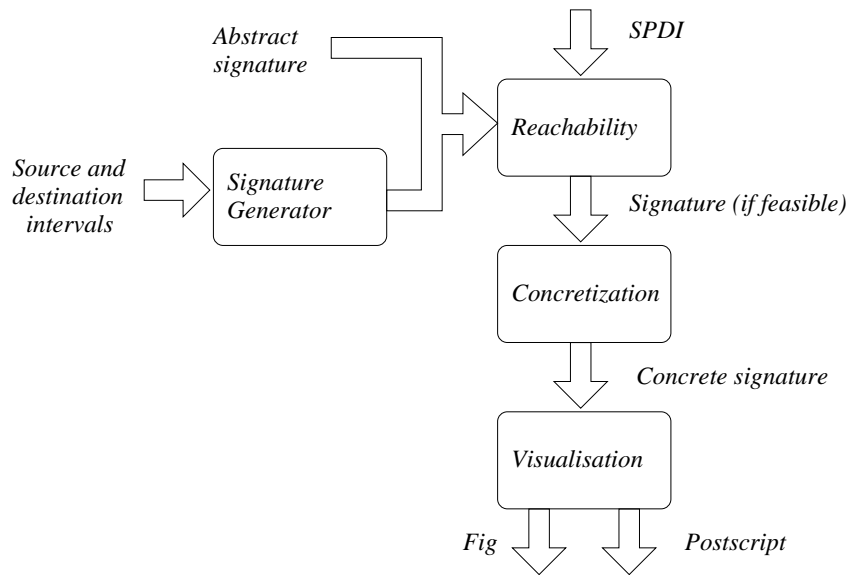 Abstract
signature
SPDI
Reachability
Source and
destination
intervals
Signature
Generator
Signature (if feasible)
Concretization
Concrete signature
Visualisation
Fig
Postscript